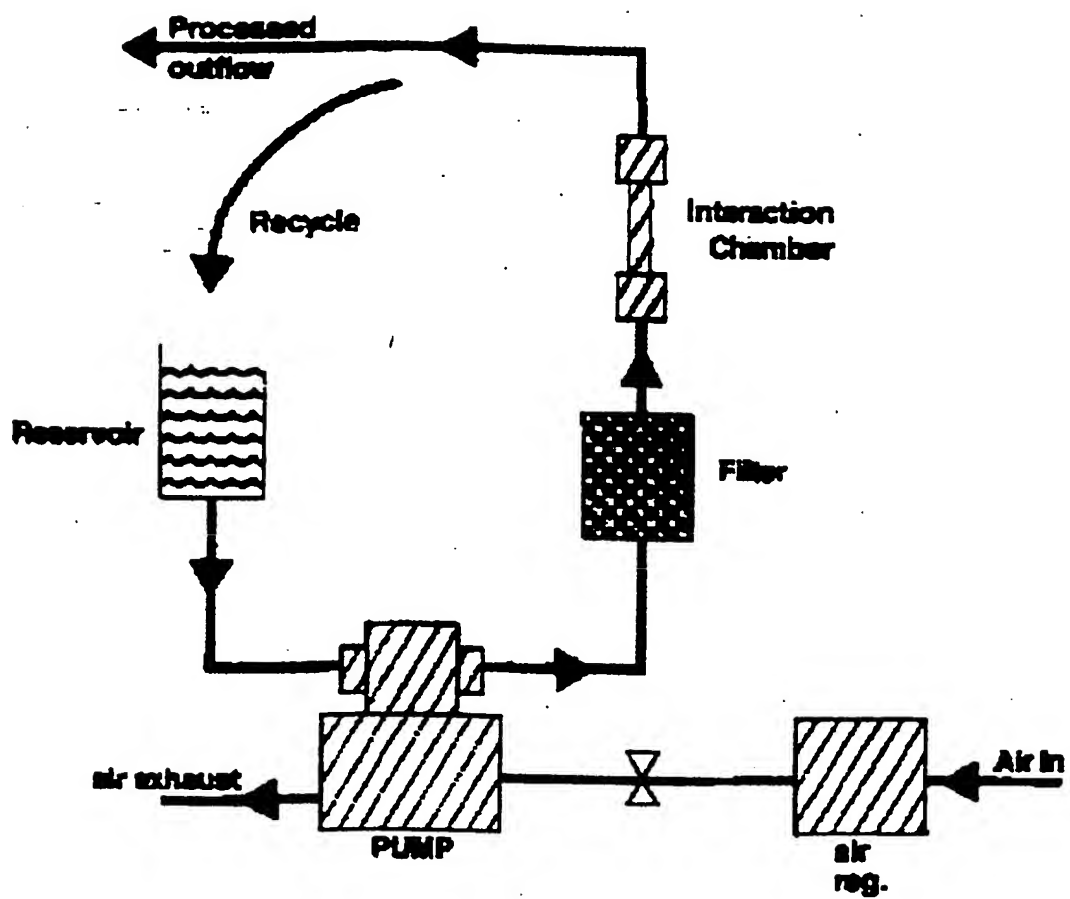 Processed
outflow
Recycle
Interaction
Chamber
Reservoir
Filter
Air in
air exhaust
PUMP
air
reg.